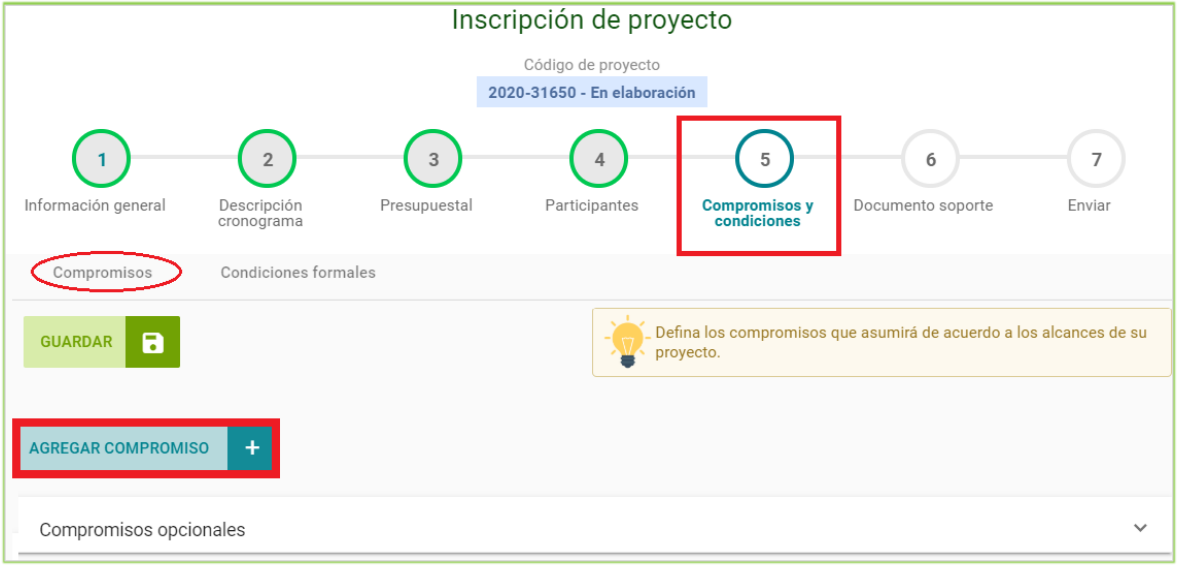 Inscripción de proyecto
Código de proyecto
2020-31650 - En elaboración
1
2
3
4
5
6
7
Información general
Descripción
cronograma
Presupuestal
Participantes
Compromisos y
condiciones
Documento soporte
Enviar
Compromisos
Condiciones formales
GUARDAR
Defina los compromisos que asumirá de acuerdo a los alcances de su
proyecto.
AGREGAR COMPROMISO +
Compromisos opcionales